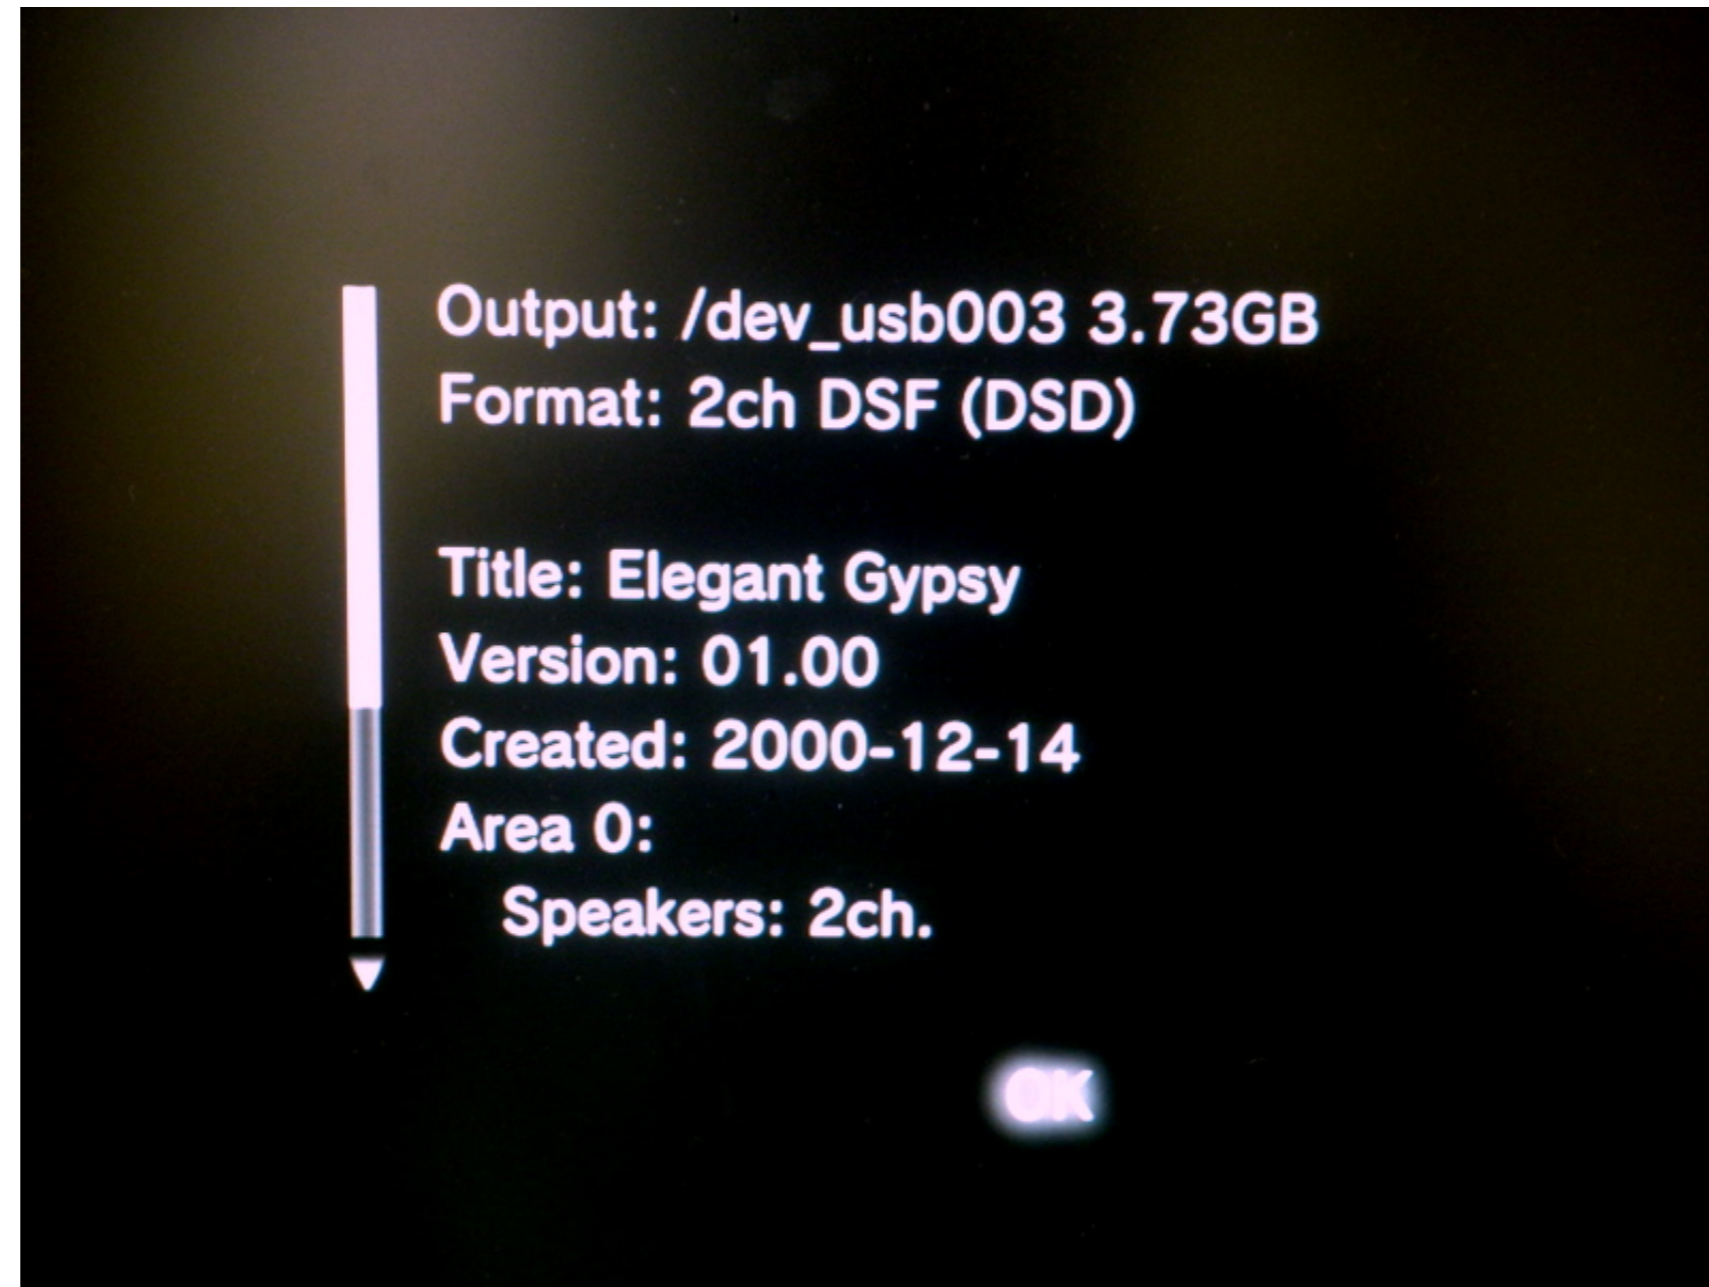 Output: /dev_usb003 3.73GB
Format: 2ch DSF (DSD)
Title: Elegant Gypsy
Version: 01.00
Created: 2000-12-14
Area 0:
Speakers: 2ch.
OK